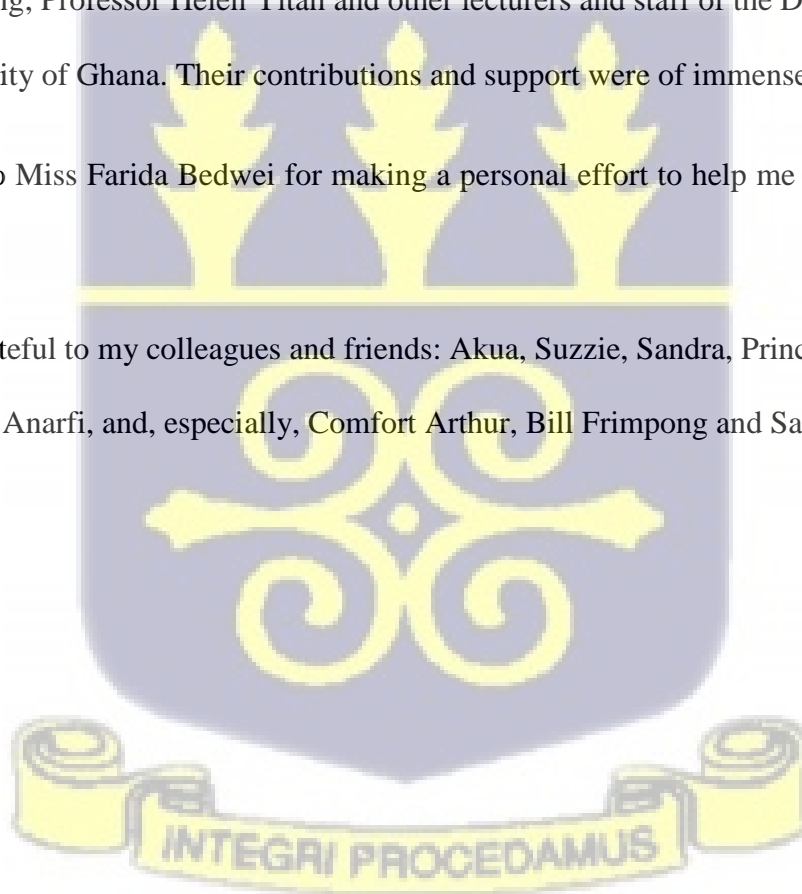 Professor Helen Yitah and other lecturers and staff of the
ity of Ghana. Their contributions and support were of immense
Miss Farida Bedwei for making a personal effort to help me
teful to my colleagues and friends: Akua, Suzzie, Sandra, Princ
Anarfi, and, especially, Comfort Arthur, Bill Frimpong and Sa
INTEGRI PROCEDAMUS